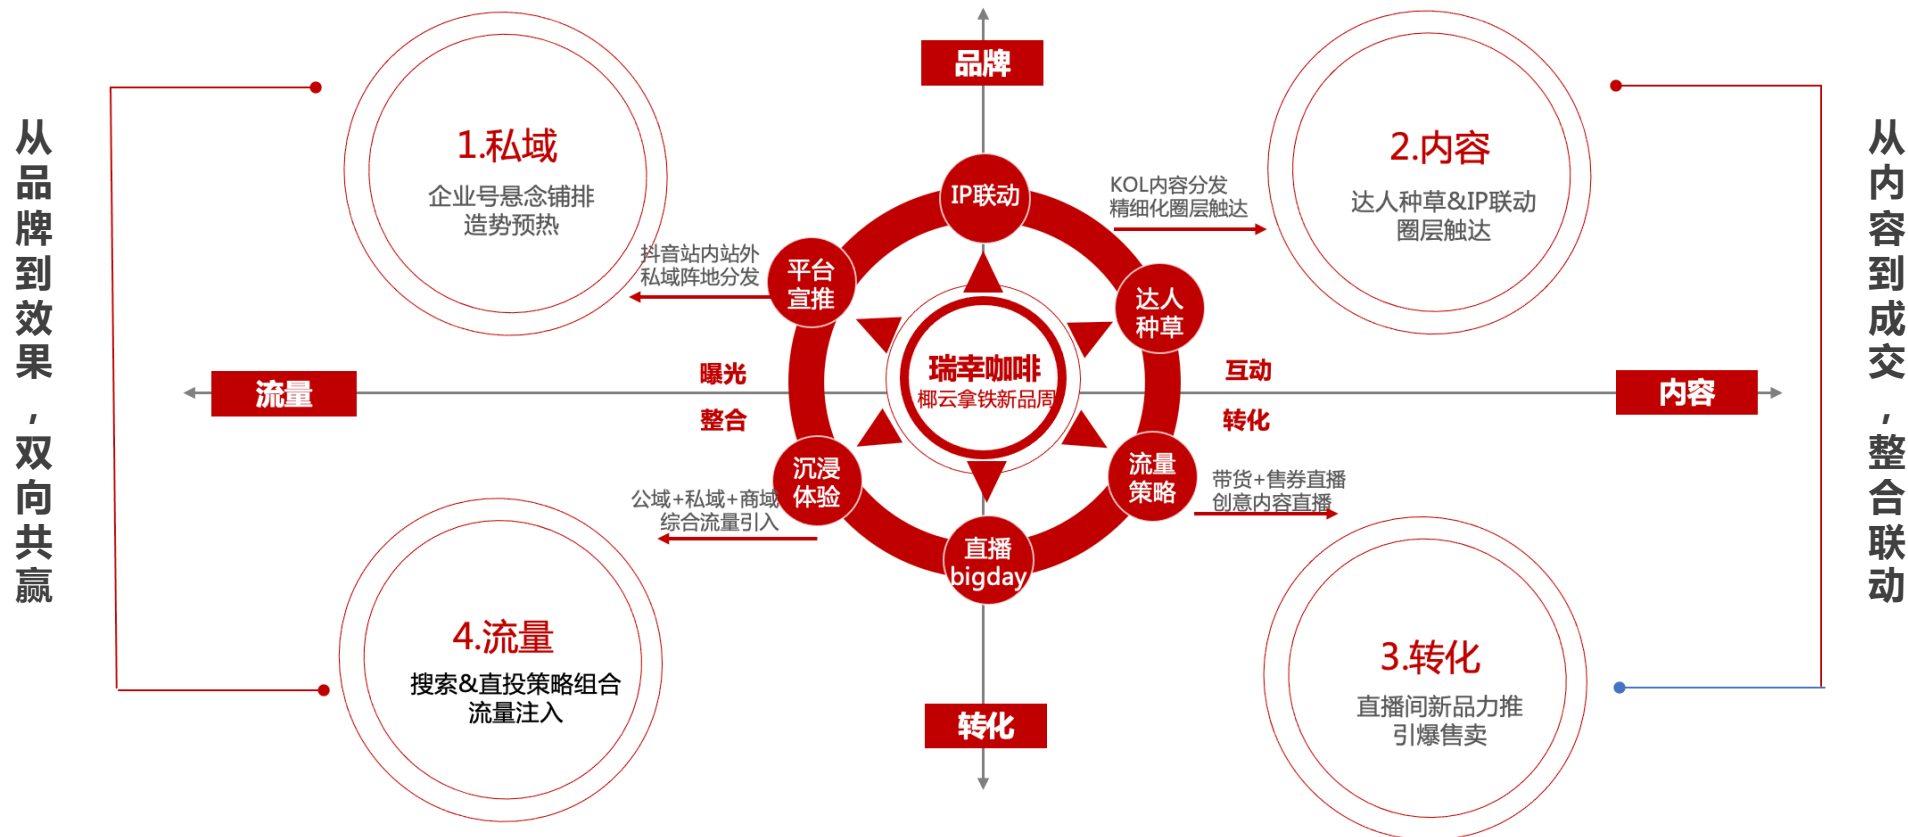 从品牌到效果,双向共赢
1.私域
企业号悬念铺排
造势预热
抖音站内站外
私域阵地分发
品牌
IP联动
平台
宣推
KOL内容分发
精细化圈层触达
达人
种草
2.内容
达人种草&IP联动
圈层触达
流量
曝光
整合
瑞幸咖啡
椰云拿铁新品周
互动
转化
内容
沉浸
体验
公域+私域+商域
综合流量引入
直播
bigday
流量
策略
带货+售券直播
创意内容直播
4.流量
搜索&直投策略组合
流量注入
转化
3.转化
直播间新品力推
引爆售卖
从内容到成交,整合联动